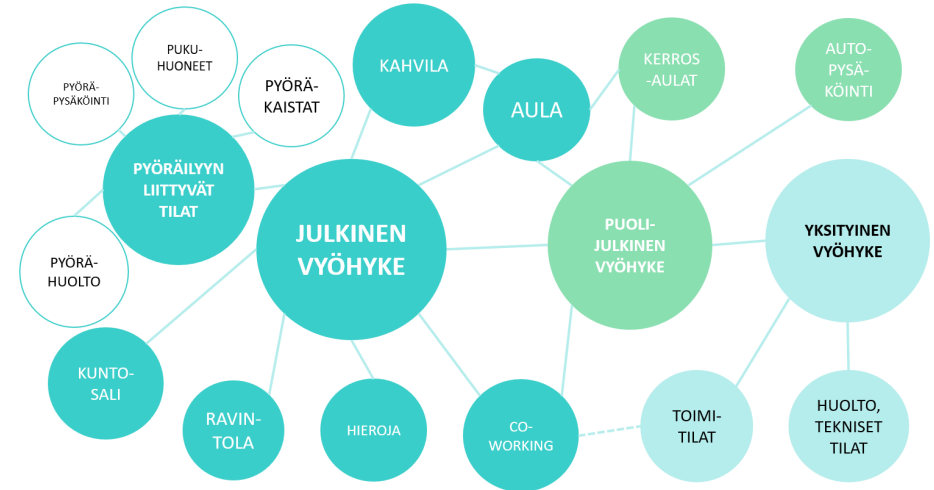 PUKU-
HUONEET
PYÖRÄ-
PYSÄKÖINTI
PYÖRÄ-
KAISTAT
KAHVILA
AULA
KERROS
-AULAT
AUTO-
PYSÄ-
KÖINTI
PYÖRÄILYYN
LIITTYVÄT
TILAT
JULKINEN
VYÖHYKE
PUOLI-
JULKINEN
VYÖHYKE
YKSITYINEN
VYÖHYKE
PYÖRÄ-
HUOLTO
KUNTO-
SALI
RAVIN-
TOLA
HIEROJA
CO-
WORKING
TOIMI-
TILAT
HUOLTO,
TEKNISET
TILAT